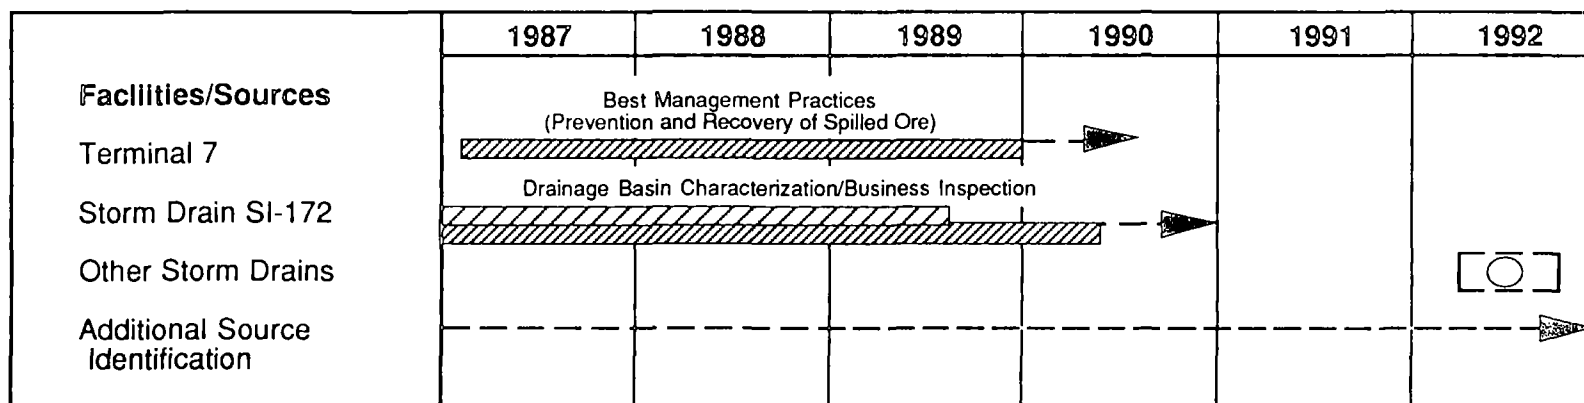 1987 1988 1989 1990 1991 1992
Facilities/Sources
Best Management Practices
(Prevention and Recovery of Spilled Ore)
Terminal 7
Drainage Basin Characterization/Business Inspection
Storm Drain SI-172
Other Storm Drains
Additional Source
Identification